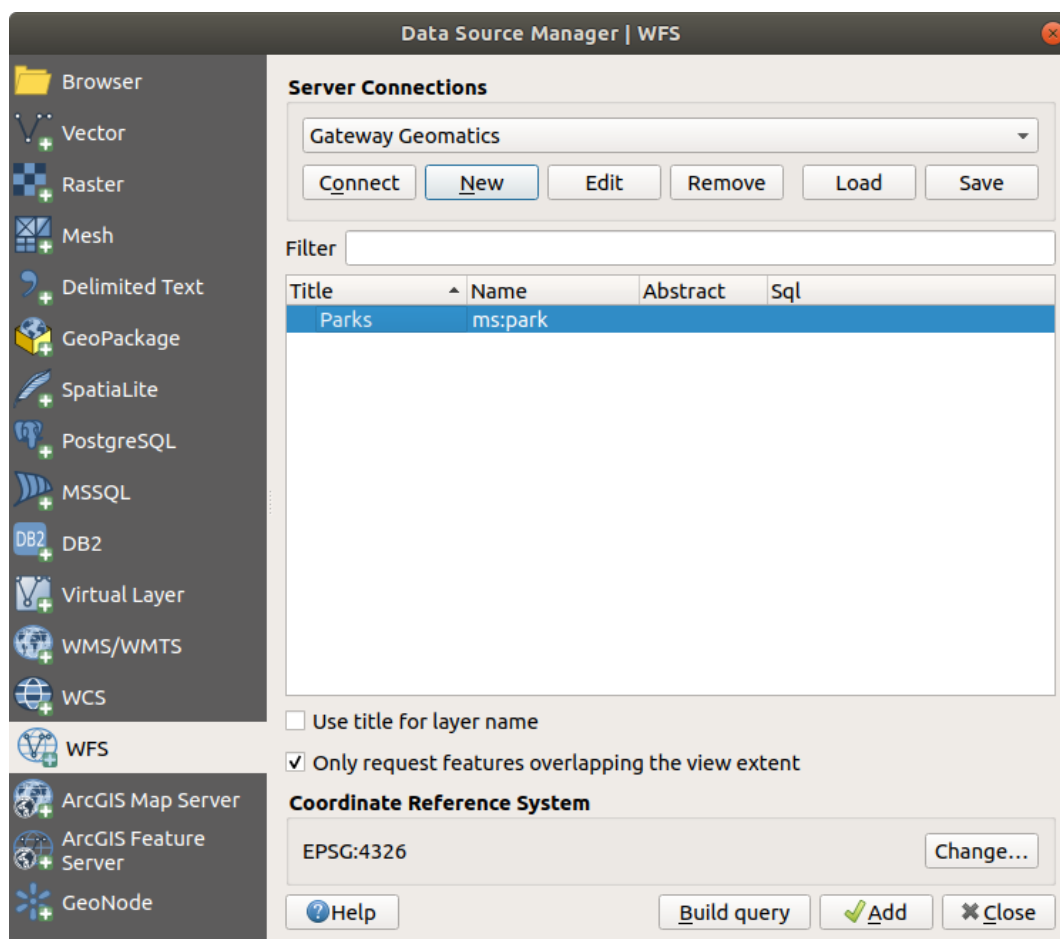 Data Source Manager | WFS
Browser
Vector
Raster
Mesh
Delimited Text
GeoPackage
SpatiaLite
PostgreSQL
MSSQL
DB2 DB2
Virtual Layer
WMS/WMTS
WCS
WFS
ArcGIS Map Server
ArcGIS Feature
Server
GeoNode
Server Connections
Gateway Geomatics
Connect New Edit Remove Load Save
Filter
Title Name Abstract Sql
Parks ms:park
Use title for layer name
Only request features overlapping the view extent
Coordinate Reference System
EPSG:4326 Change...
?Help Build query Add Close